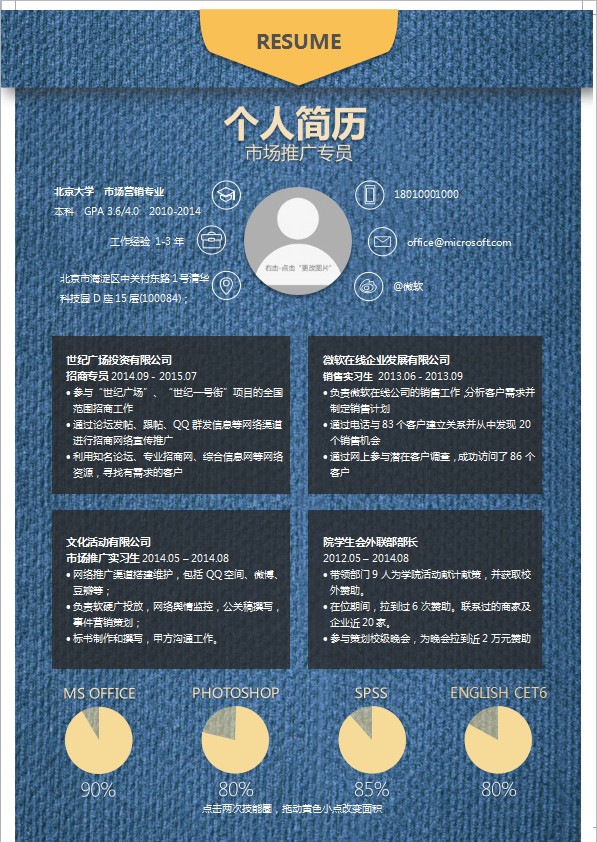 RESUME
个人简历
市场推广专员
北京大学 市场营销专业
本科 GPA 3.6/4.0 2010-2014
工作经验 1-3 年
北京市海淀区中关村东路 1 号清华
科技园 D 座 15 层(100084)；
右击-点击“更改图片”
18010001000
office@microsoft.com
@微软
世纪广场投资有限公司
招商专员 2014.09 - 2015.07
• 参与“世纪广场”、“世纪一号街”项目的全国
范围招商工作
• 通过论坛发帖、跟帖、QQ 群发信息等网络渠道
进行招商网络宣传推广
• 利用知名论坛、专业招商网、综合信息网等网络
资源，寻找有需求的客户
微软在线企业发展有限公司
销售实习生 2013.06 - 2013.09
• 负责微软在线公司的销售工作,分析客户需求并
制定销售计划
• 通过电话与 83 个客户建立关系并从中发现 20
个销售机会
• 通过网上参与潜在客户调查，成功访问了 86 个
客户
文化活动有限公司
市场推广实习生 2014.05 – 2014.08
• 网络推广渠道搭建维护，包括 QQ 空间、微博、
豆瓣等；
• 负责软硬广投放，网络舆情监控，公关稿撰写，
事件营销策划；
• 标书制作和撰写，甲方沟通工作。
院学生会外联部部长
2012.05 – 2014.08
• 带领部门 9 人为学院活动献计献策，并获取校
外赞助。
• 在位期间，拉到过 6 次赞助。联系过的商家及
企业近 20 家。
• 参与策划校级晚会，为晚会拉到近 2 万元赞助
MS OFFICE
PHOTOSHOP
SPSS
ENGLISH CET6
90%
80%
85%
80%
点击两次技能圈，拖动黄色小点改变面积